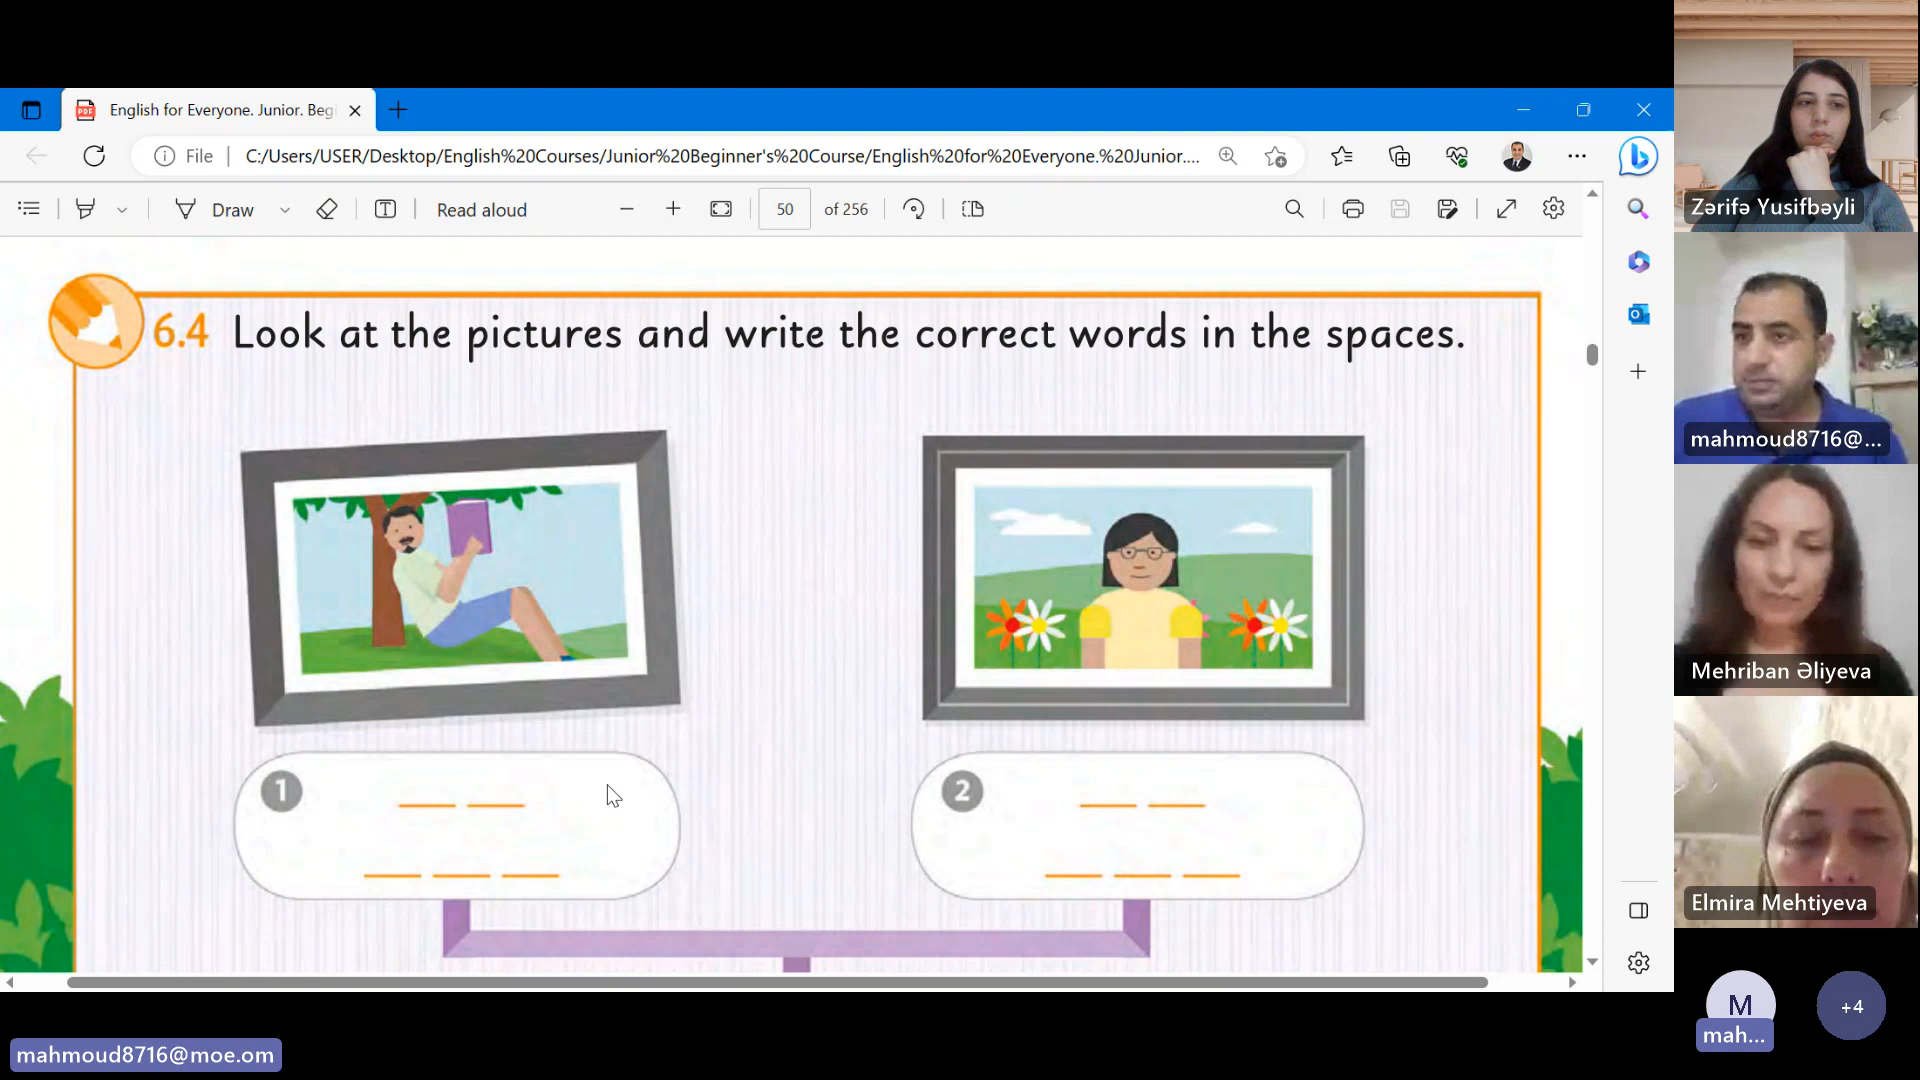 English for Everyone. Junior. Beg
File
C:/Users/USER/Desktop/English%20Courses/Junior%20Beginner's%20Course/English%20for%20Everyone.%20Junior....
Draw
Read aloud
50 of 256
6.4 Look at the pictures and write the correct words in the spaces.
1
2
Zərifə Yusifbəyli
mahmoud8716@...
Mehriban Əliyeva
Elmira Mehtiyeva
M
+4
mah...
mahmoud8716@moe.om